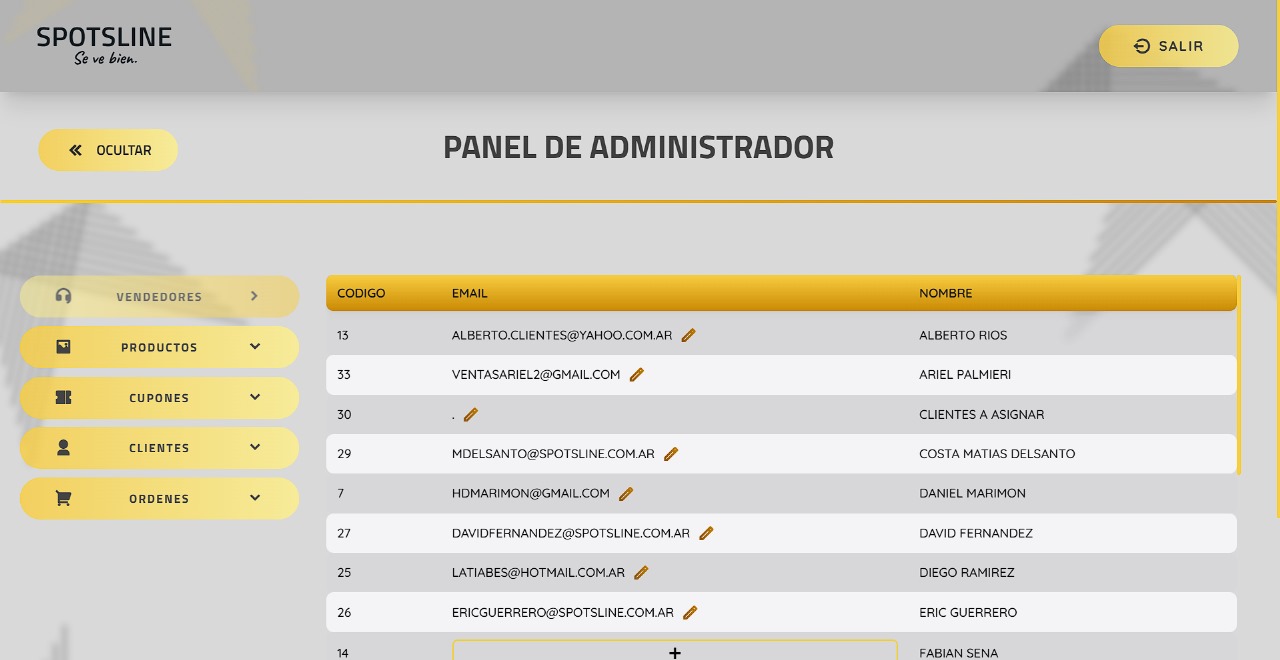 SPOTSLINE
Se ve bien.
SALIR
OCULTAR
PANEL DE ADMINISTRADOR
VENDEDORES
PRODUCTOS
CUPONES
CLIENTES
ORDENES
CODIGO EMAIL NOMBRE
13 ALBERTO.CLIENTES@YAHOO.COM.AR ALBERTO RIOS
33 VENTASARIEL2@GMAIL.COM ARIEL PALMIERI
30 . CLIENTES A ASIGNAR
29 MDELSANTO@SPOTSLINE.COM.AR COSTA MATIAS DELSANTO
7 HDMARIMON@GMAIL.COM DANIEL MARIMON
27 DAVIDFERNANDEZ@SPOTSLINE.COM.AR DAVID FERNANDEZ
25 LATIABES@HOTMAIL.COM.AR DIEGO RAMIREZ
26 ERICGUERRERO@SPOTSLINE.COM.AR ERIC GUERRERO
14 + FABIAN SENA